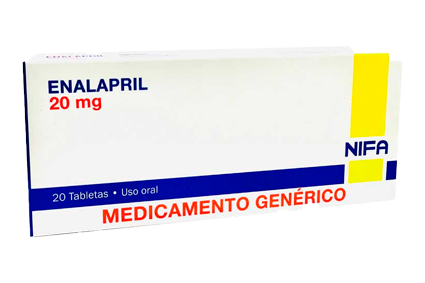 ENALAPRIL
20 mg
NIFA
20 Tabletas • Uso oral
MEDICAMENTO GENÉRICO